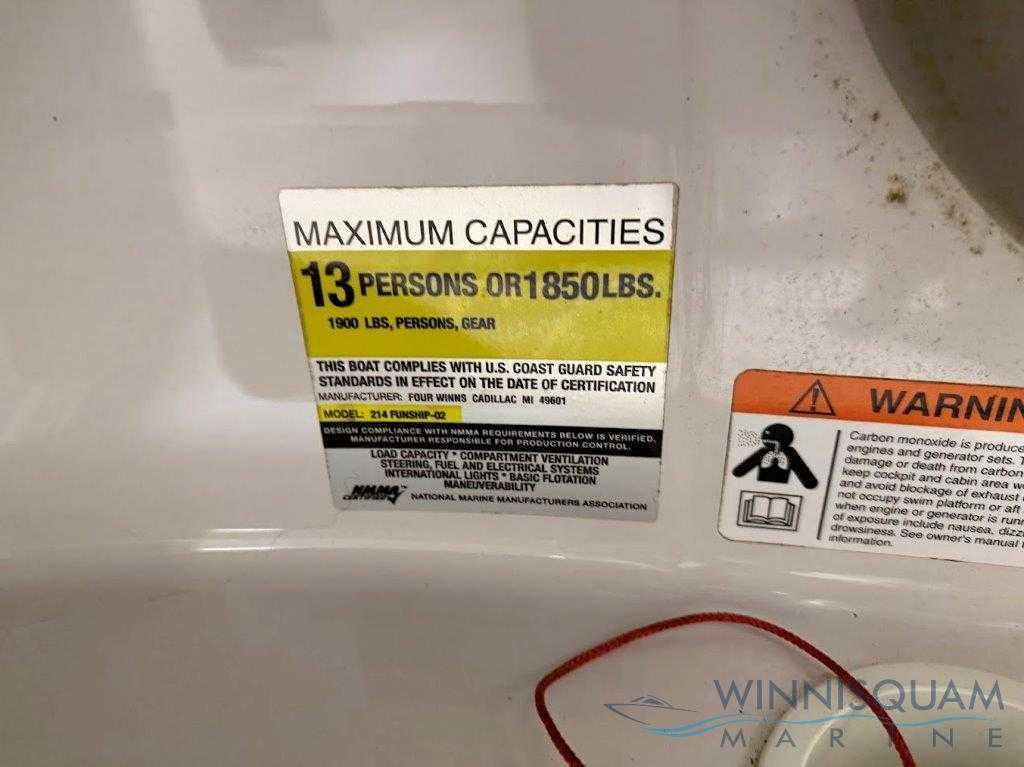 MAXIMUM CAPACITIES
13 PERSONS OR 1850 LBS.
1900 LBS, PERSONS, GEAR
THIS BOAT COMPLIES WITH U.S. COAST GUARD SAFETY
STANDARDS IN EFFECT ON THE DATE OF CERTIFICATION
MANUFACTURER: FOUR WINNS CADILLAC MI 49601
MODEL: 214 FUNSHIP-02
DESIGN COMPLIANCE WITH NMMA REQUIREMENTS BELOW IS VERIFIED.
MANUFACTURER RESPONSIBLE FOR PRODUCTION CONTROL.
LOAD CAPACITY * COMPARTMENT VENTILATION
STEERING, FUEL AND ELECTRICAL SYSTEMS
INTERNATIONAL LIGHTS * BASIC FLOTATION
MANEUVERABILITY
NMMA
CERTIFIED
NATIONAL MARINE MANUFACTURERS ASSOCIATION
WARNIN
Carbon monoxide is produce
engines and generator sets.
damage or death from carbon
keep cockpit and cabin area
and avoid blockage of exhaust
not occupy swim platform or aft
when engine or generator is runn
of exposure include nausea, dizz
drowsiness. See owner's manual
information.
WINNISQUAM
MARINE